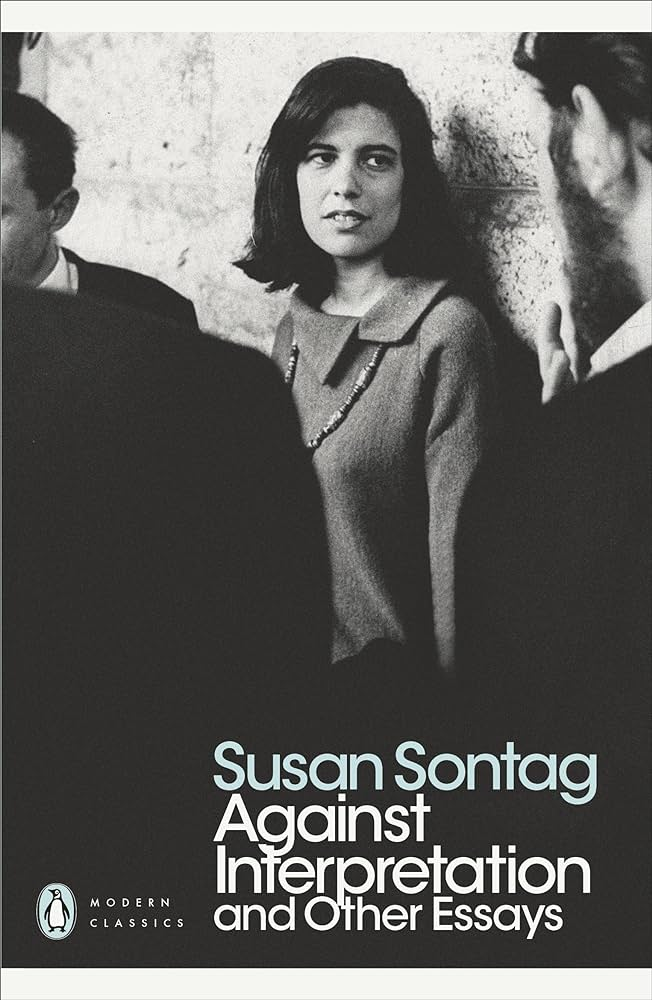 Susan Sontag
Against
Interpretation
and Other Essays
MODERN
CLASSICS